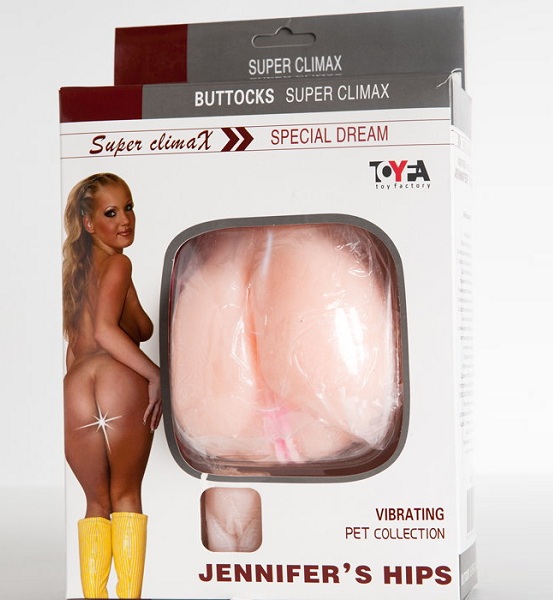 SUPER CLIMAX
BUTTOCKS SUPER CLIMAX
Super climaX SPECIAL DREAM
TOYFA
toy factory
VIBRATING
PET COLLECTION
JENNIFER'S HIPS